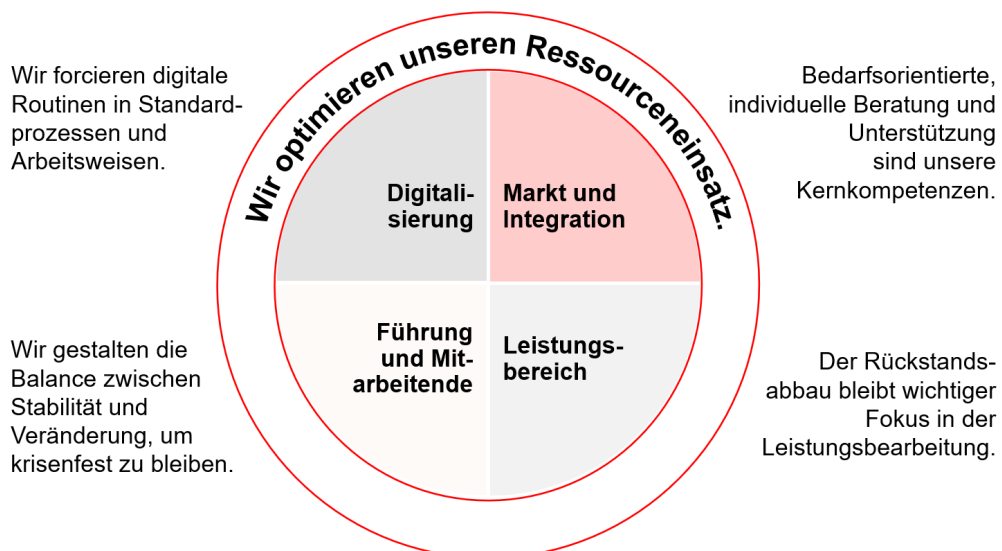 Wir optimieren unseren Ressourceneinsatz.
Wir forcieren digitale
Routinen in Standard-
prozessen und
Arbeitsweisen.
Digitali-
sierung
Markt und
Integration
Bedarfsorientierte,
individuelle Beratung und
Unterstützung
sind unsere
Kernkompetenzen.
Wir gestalten die
Balance zwischen
Stabilität und
Veränderung, um
krisenfest zu bleiben.
Führung
und Mit-
arbeitende
Leistungs-
bereich
Der Rückstands-
abbau bleibt wichtiger
Fokus in der
Leistungsbearbeitung.